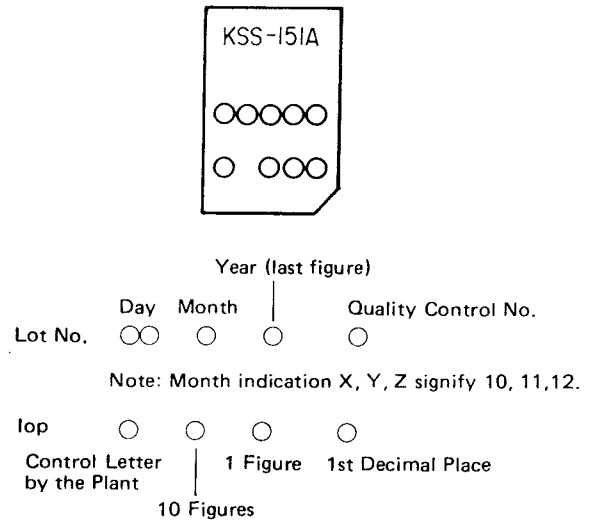 KSS-151A
Year (last figure)
Day Month Quality Control No.
Lot No.
Note: Month indication X, Y, Z signify 10, 11,12.
Iop
Control Letter 1 Figure 1st Decimal Place
by the Plant
10 Figures